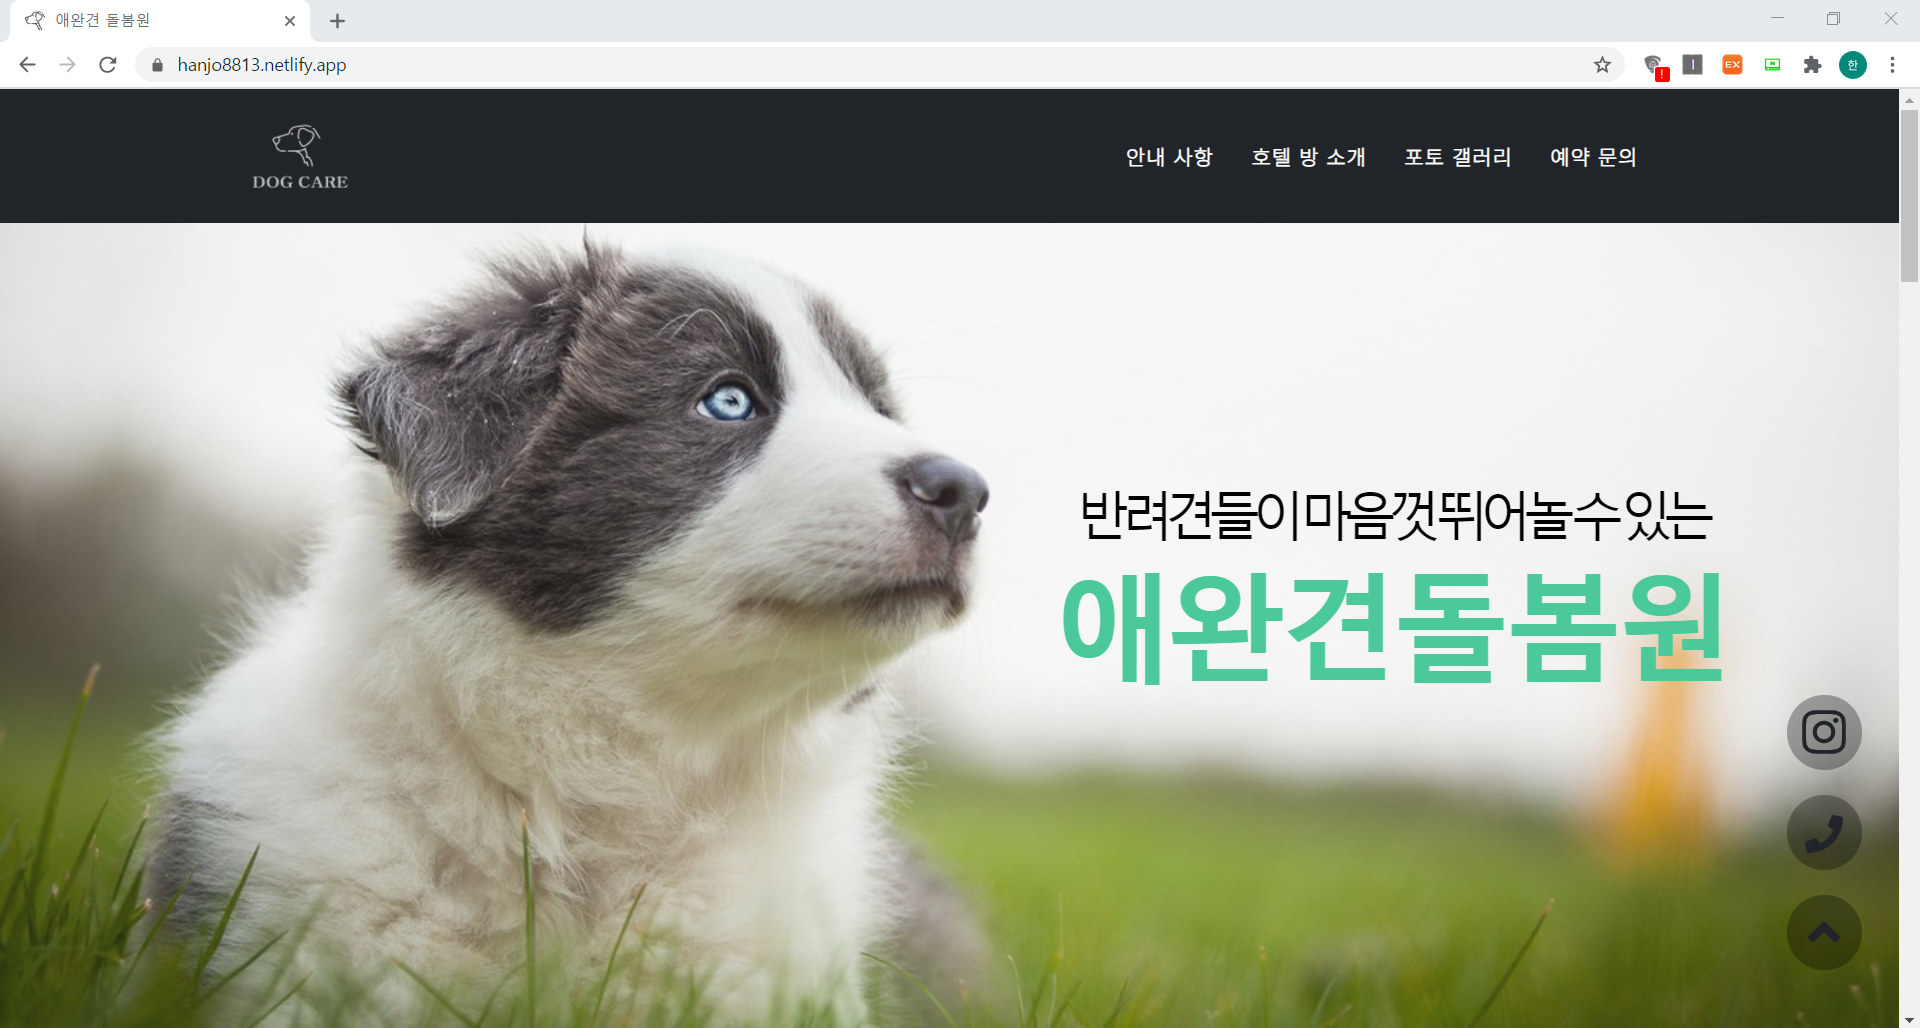 애완견 돌봄원
hanjo8813.netlify.app
EX
한
DOG CARE
안내 사항 호텔 방 소개 포토 갤러리 예약 문의
반려견들이 마음껏 뛰어놀 수 있는
애완견돌봄원